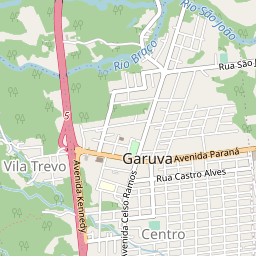 Rio São João
Rio Braço
Rua São J
5
Vila Trevo
Garuva
Avenida Paraná
Rua Castro Alves
Avenida Kennedy
Avenida Celso Ramos
Centro